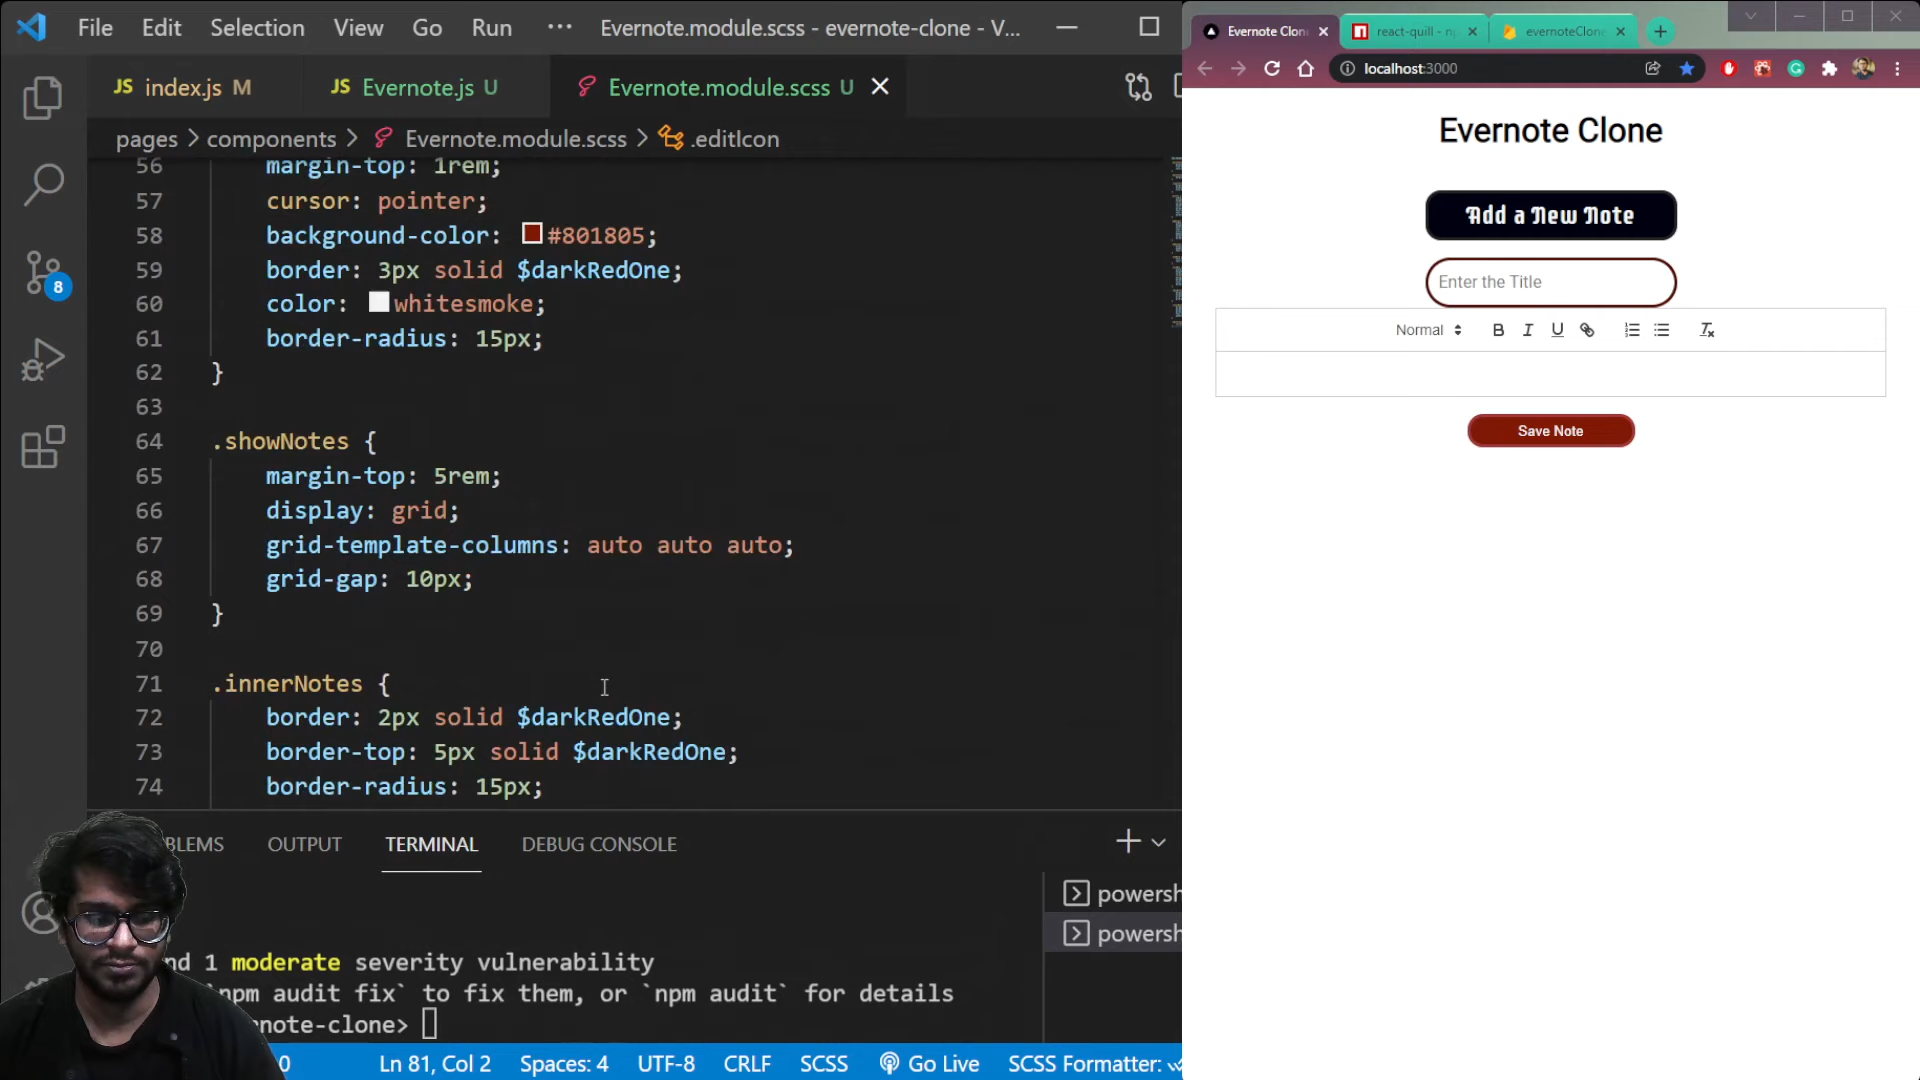 File Edit Selection View Go Run ··· Evernote.module.scss - evernote-clone - V...
JS index.js M JS Evernote.js U Evernote.module.scss U
pages > components > Evernote.module.scss > .editIcon
56 margin-top: 1rem;
57 cursor: pointer;
58 background-color: #801805;
59 border: 3px solid $darkRedOne;
60 color: whitesmoke;
61 border-radius: 15px;
62 }
63
64 .showNotes {
65 margin-top: 5rem;
66 display: grid;
67 grid-template-columns: auto auto auto;
68 grid-gap: 10px;
69 }
70
71 .innerNotes {
72 border: 2px solid $darkRedOne;
73 border-top: 5px solid $darkRedOne;
74 border-radius: 15px;
8
BLEMS OUTPUT TERMINAL DEBUG CONSOLE
powersh
powersh
nd 1 moderate severity vulnerability
`npm audit fix` to fix them, or `npm audit` for details
rnote-clone>
0 Ln 81, Col 2 Spaces: 4 UTF-8 CRLF SCSS Go Live SCSS Formatter:
Evernote Clon react-quill - n evernoteClone
localhost:3000
Evernote Clone
Add a New Note
Enter the Title
Normal B I U
Save Note